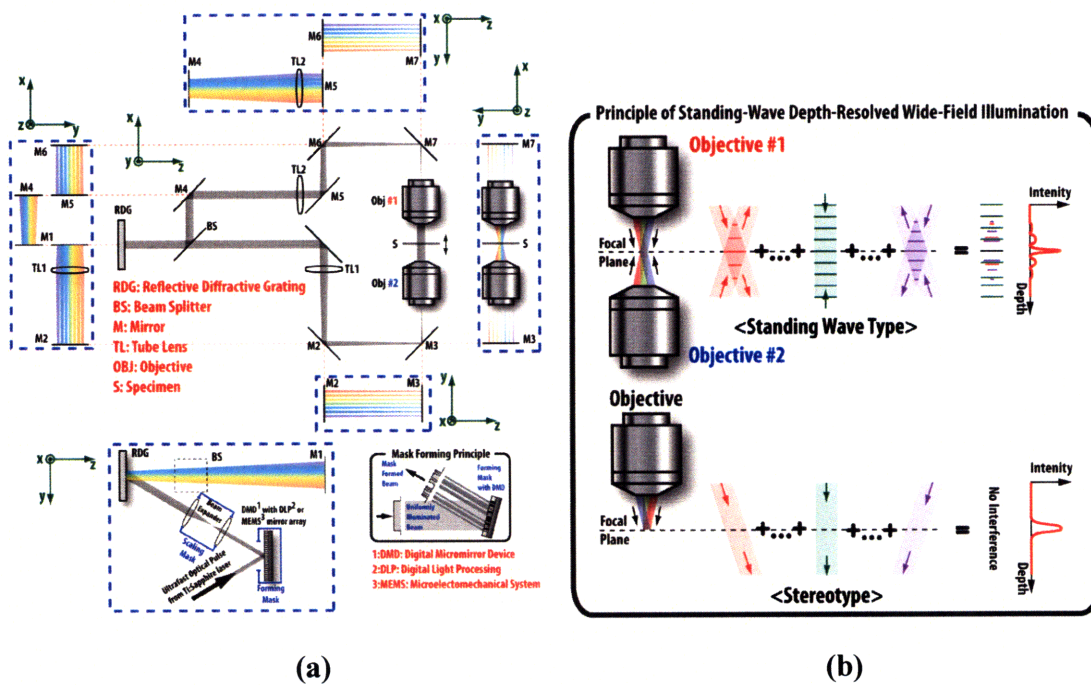 x
z
M6
y
M4
TL2
M5
M7
x
z
y
x
y
z
x
y
z
M6
M4
M5
M1
TL1
M2
M6
M7
M4
TL2
M5
RDG
BS
Obj #1
S
TL1
Obj #2
M2
M3
M7
S
M3
RDG: Reflective Diffractive Grating
BS: Beam Splitter
M: Mirror
TL: Tube Lens
OBJ: Objective
S: Specimen
M2
M3
y
x
z
x
z
y
RDG
BS
M1
Beam
Expander
Scaling
Mask
DMD1 with DLP2 or
MEMS3 mirror array
Ultrafast Optical Pulse
from Ti:Sapphire laser
Forming
Mask
Mask Forming Principle
Mask
Formed
Beam
Forming
Mask
with DMD
Uniformly
Illuminated
Beam
1:DMD: Digital Micromirror Device
2:DLP: Digital Light Processing
3:MEMS: Microelectomechanical System
(a)
Principle of Standing-Wave Depth-Resolved Wide-Field Illumination
Objective #1
Focal
Plane
+...+
+...+
=
Intenity
Depth
<Standing Wave Type>
Objective #2
Objective
Focal
Plane
+...+
+...+
=
No Interference
Intenity
Depth
<Stereotype>
(b)